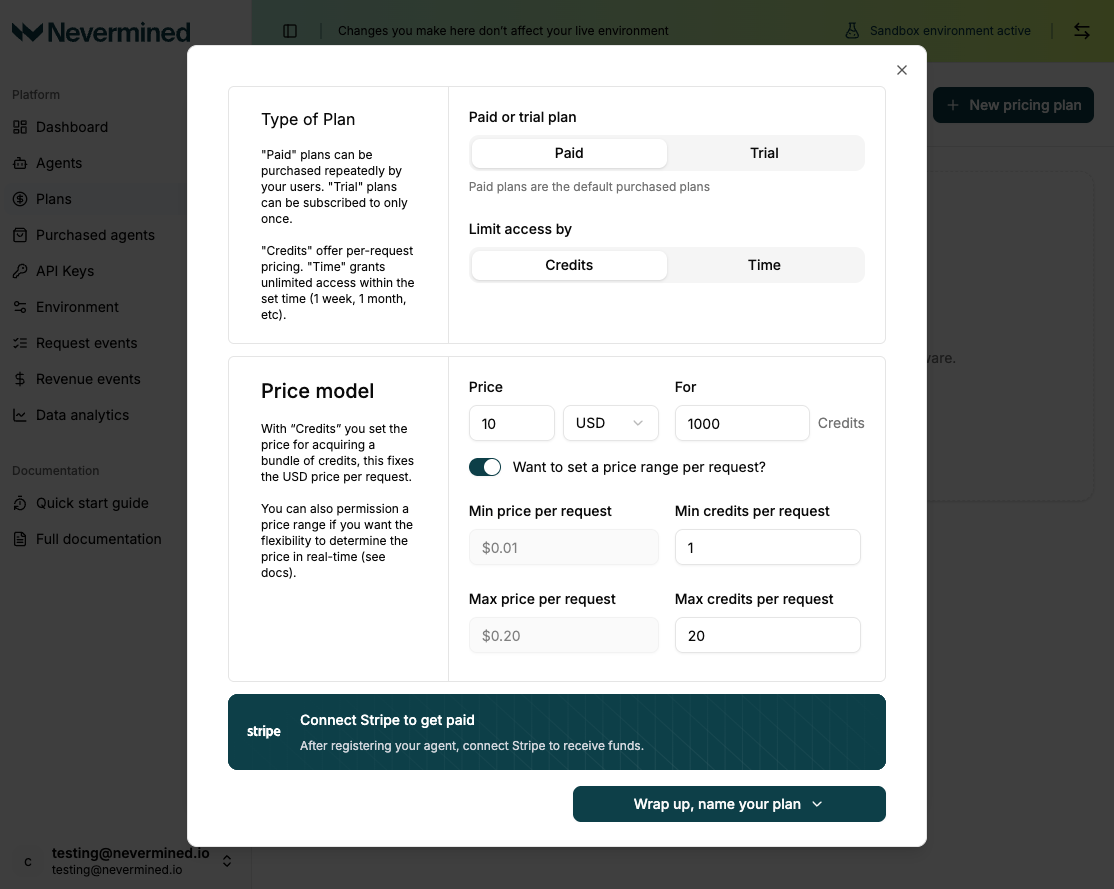 Nevermined
Changes you make here don't affect your live environment
Sandbox environment active
Platform
Dashboard
Agents
Plans
Purchased agents
API Keys
Environment
Request events
Revenue events
Data analytics
Documentation
Quick start guide
Full documentation
C
testing@nevermined.io
testing@nevermined.io
New pricing plan
ware.
Type of Plan
"Paid" plans can be
purchased repeatedly by
your users. "Trial" plans
can be subscribed to only
once.
"Credits" offer per-request
pricing. "Time" grants
unlimited access within the
set time (1 week, 1 month,
etc).
Paid or trial plan
Paid
Trial
Paid plans are the default purchased plans
Limit access by
Credits
Time
Price model
With “Credits” you set the
price for acquiring a
bundle of credits, this fixes
the USD price per request.
You can also permission a
price range if you want the
flexibility to determine the
price in real-time (see
docs).
Price
For
10
USD
1000
Credits
Want to set a price range per request?
Min price per request
Min credits per request
$0.01
1
Max price per request
Max credits per request
$0.20
20
stripe
Connect Stripe to get paid
After registering your agent, connect Stripe to receive funds.
Wrap up, name your plan